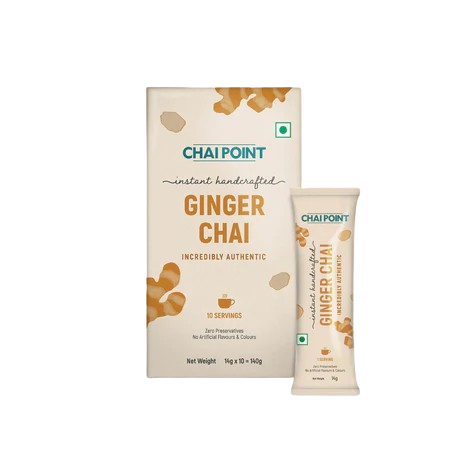 CHAI POINT
instant handcrafted
GINGER
CHAI
INCREDIBLY AUTHENTIC
10 SERVINGS
Zero Preservatives
No Artificial Flavours & Colours
Net Weight 14g x 10 = 140g
CHAI POINT
instant handcrafted
GINGER CHAI
INCREDIBLY AUTHENTIC
1 SERVING
Zero Preservatives
No Artificial Flavours & Colours
Net Weight 14g